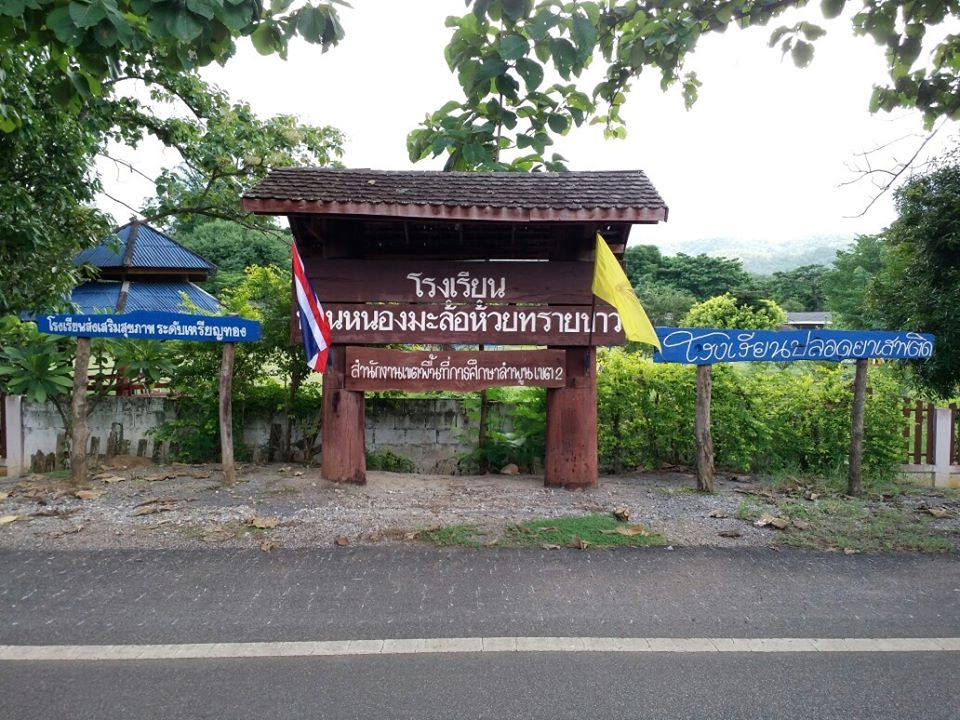 โรงเรียนส่งเสริมสุขภาพ ระดับเหรียญทอง
โรงเรียน
หนองมะล้อห้วยทรายขาว
สำนักงานเขตพื้นที่การศึกษาลำพูน เขต 2
โรงเรียนปลอดยาเสพติด